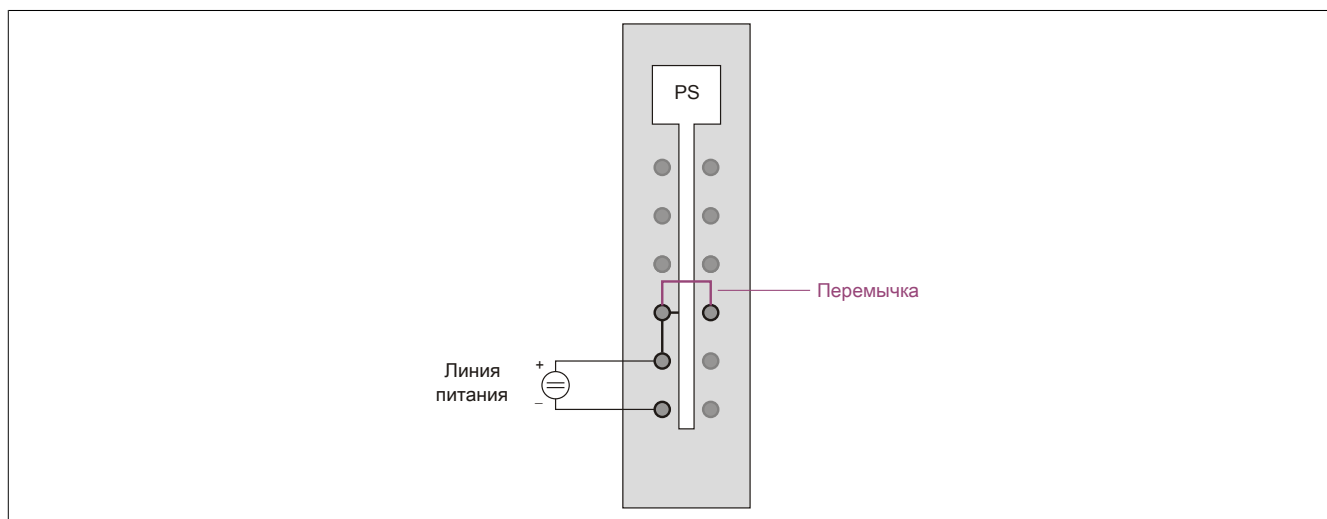 PS
Перемычка
Линия
питания
+
–